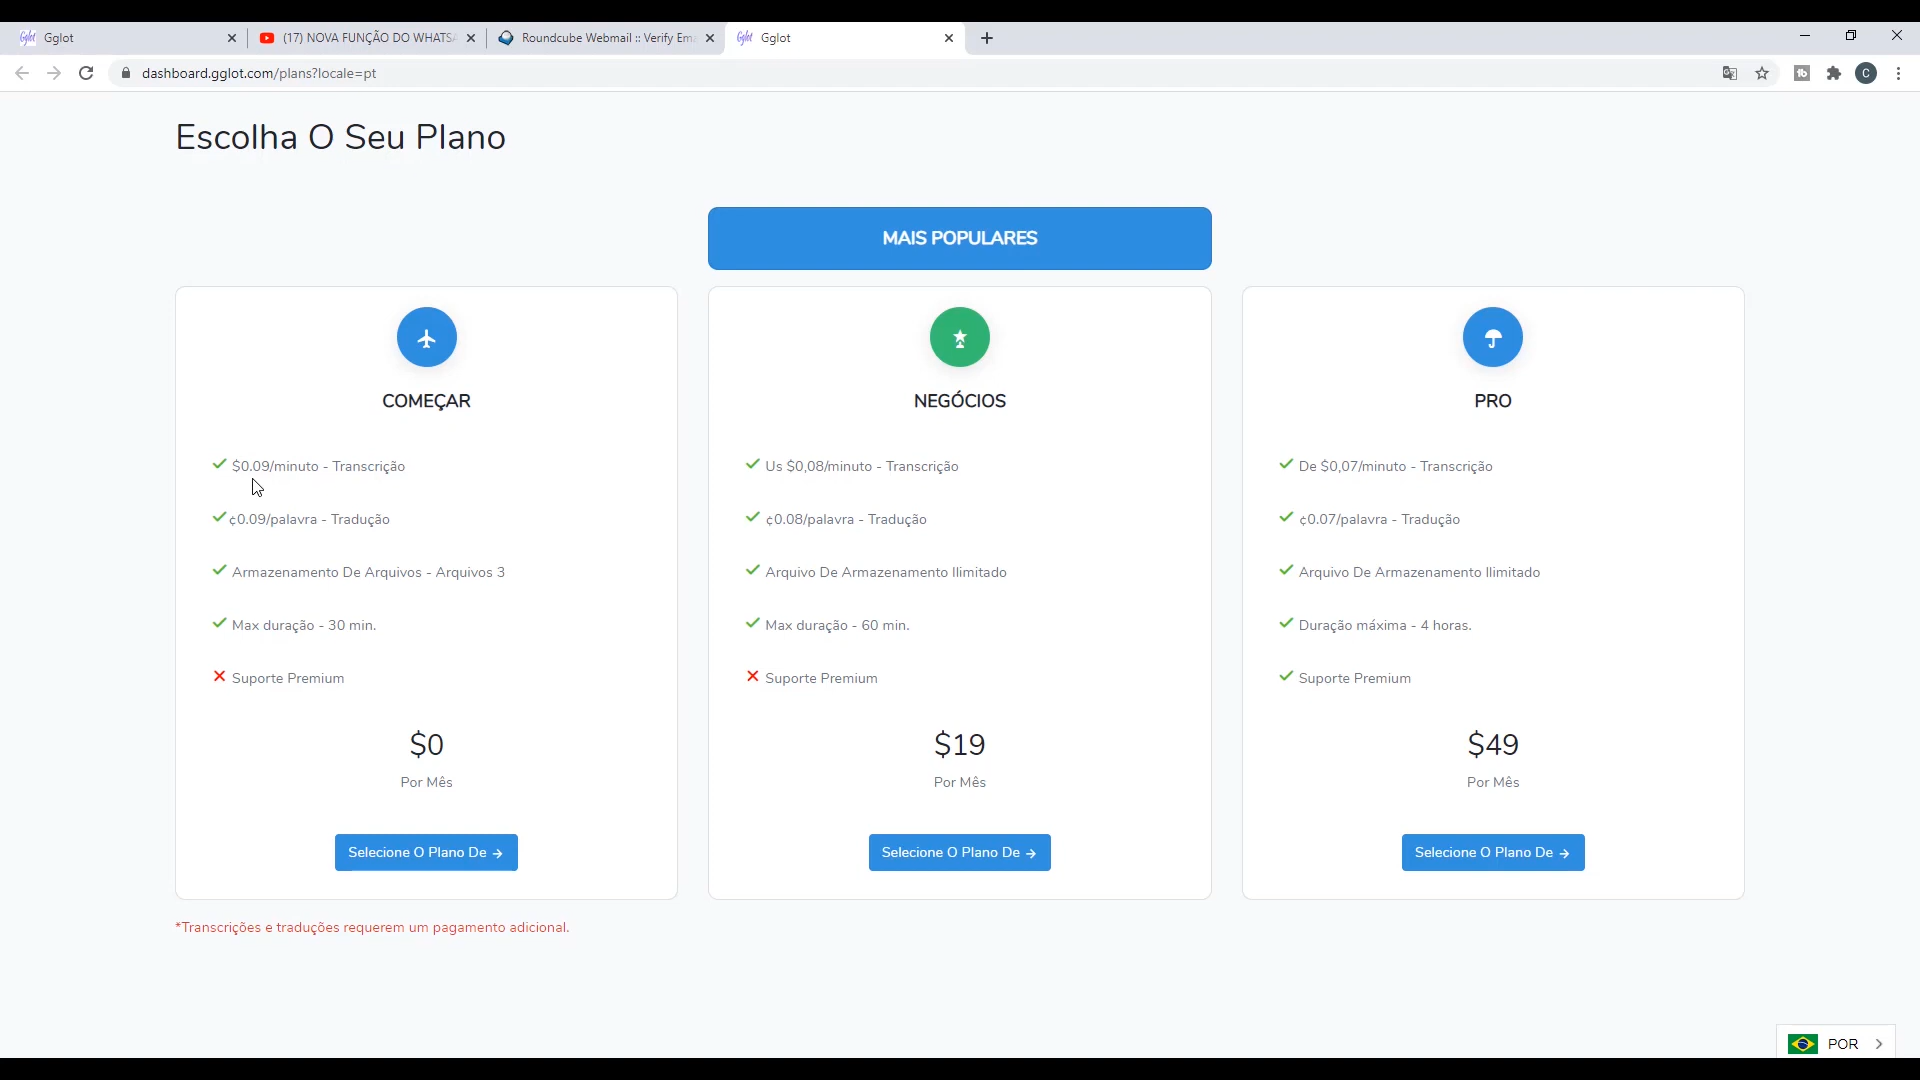 Gglot
(17) NOVA FUNÇÃO DO WHATSA
Roundcube Webmail :: Verify Ema
Gglot
dashboard.gglot.com/plans?locale=pt
C
Escolha O Seu Plano
MAIS POPULARES
COMEÇAR
$0.09/minuto - Transcrição
¢0.09/palavra - Tradução
Armazenamento De Arquivos - Arquivos 3
Max duração - 30 min.
Suporte Premium
$0
Por Mês
Selecione O Plano De →
NEGÓCIOS
Us $0,08/minuto - Transcrição
¢0.08/palavra - Tradução
Arquivo De Armazenamento Ilimitado
Max duração - 60 min.
Suporte Premium
$19
Por Mês
Selecione O Plano De →
PRO
De $0,07/minuto - Transcrição
¢0.07/palavra - Tradução
Arquivo De Armazenamento Ilimitado
Duração máxima - 4 horas.
Suporte Premium
$49
Por Mês
Selecione O Plano De →
*Transcrições e traduções requerem um pagamento adicional.
POR